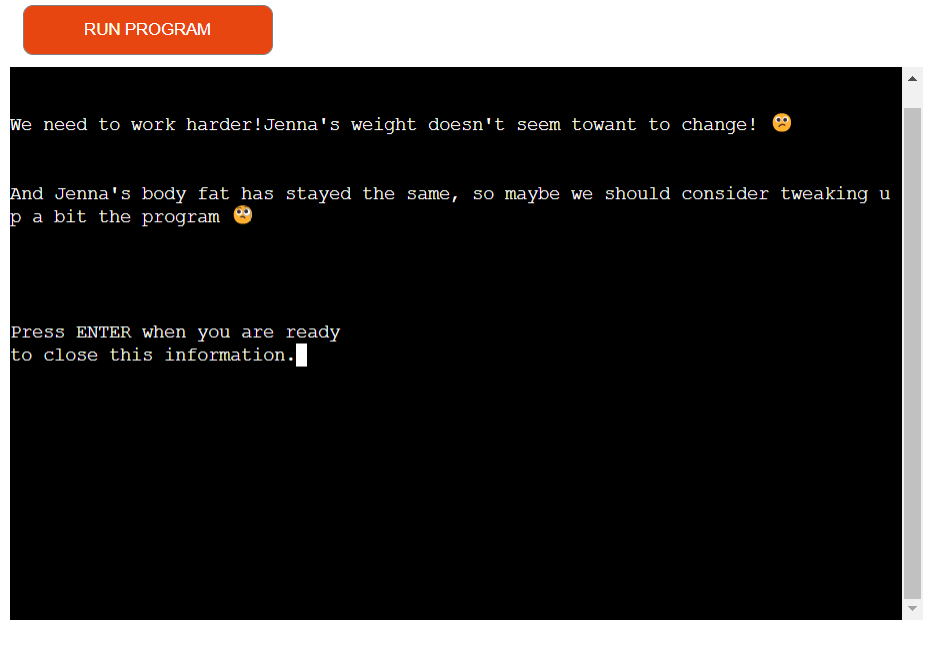 RUN PROGRAM
We need to work harder!Jenna's weight doesn't seem towant to change! 😕
And Jenna's body fat has stayed the same, so maybe we should consider tweaking u
p a bit the program 🙄
Press ENTER when you are ready
to close this information.